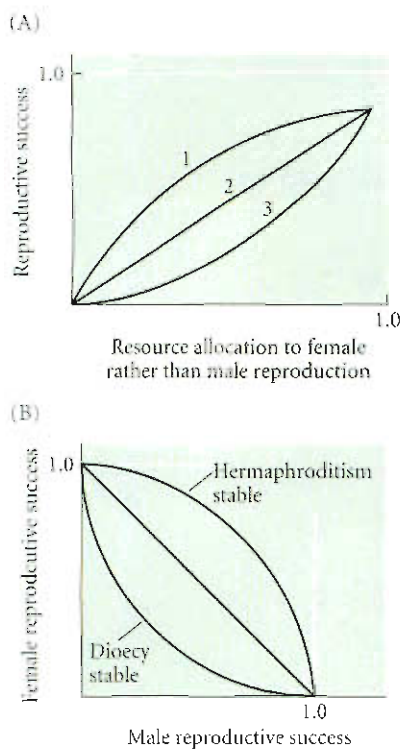 (A)
1.0
Reproductive success
1
2
3
1.0
Resource allocation to female
rather than male reproduction
(B)
1.0
Female reprodcutive success
Hermaphroditism
stable
Dioecy
stable
1.0
Male reproductive success